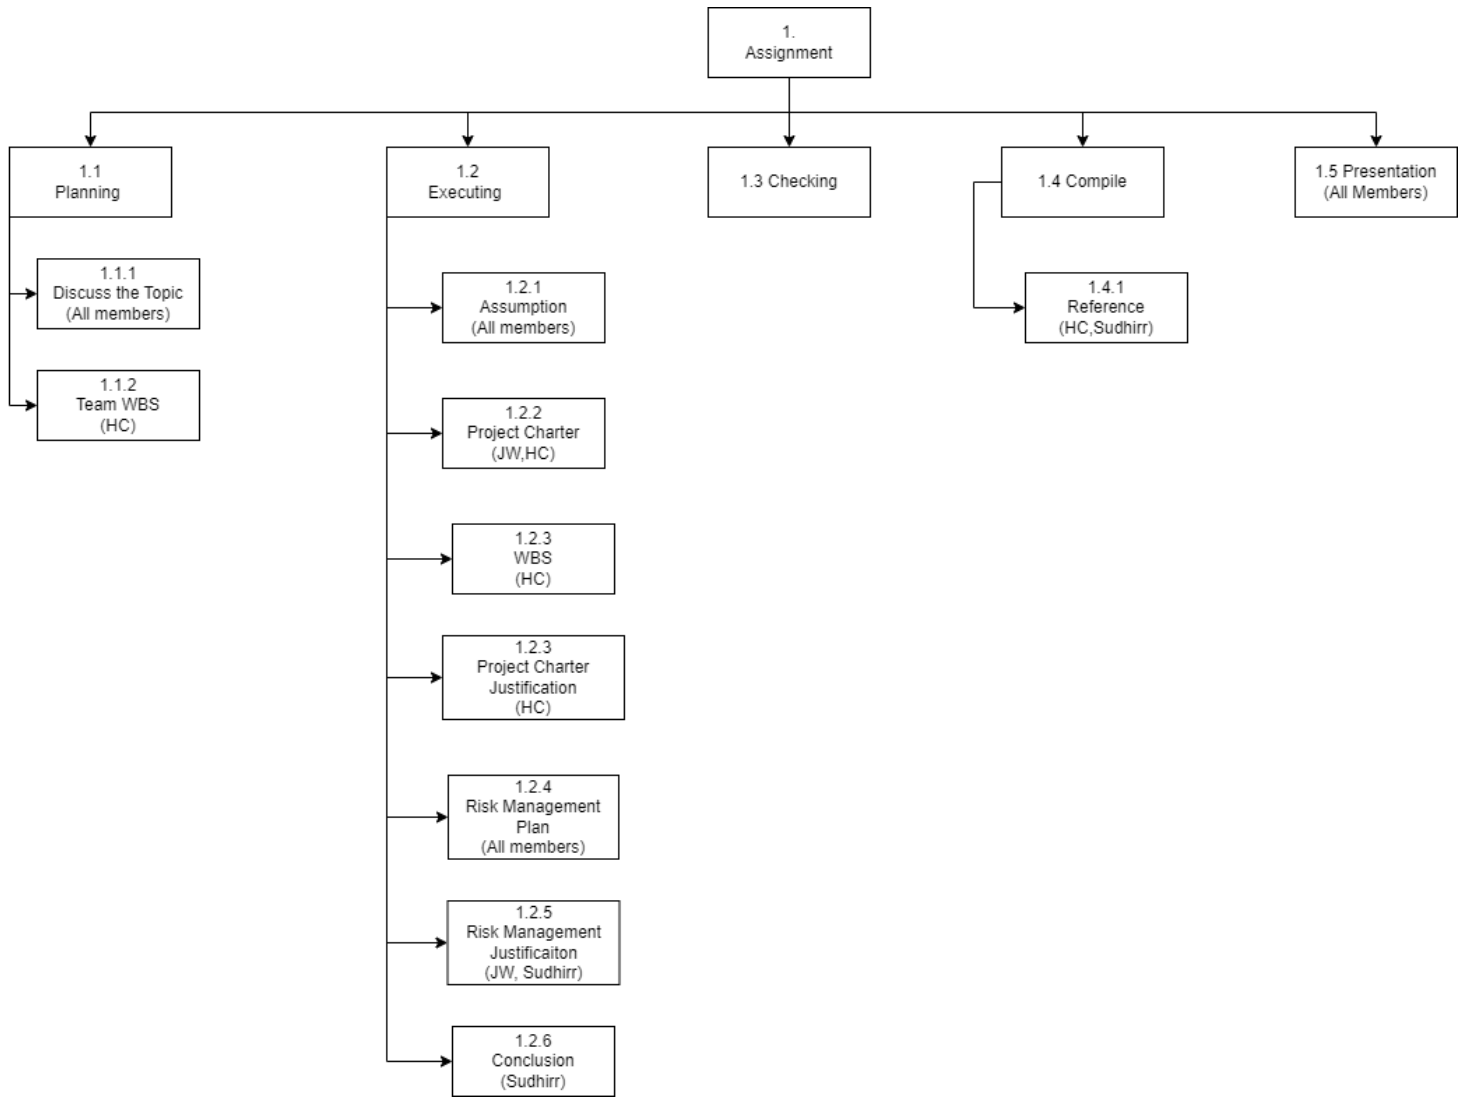 1.
Assignment
1.1
Planning
1.2
Executing
1.3 Checking
1.4 Compile
1.5 Presentation
(All Members)
1.1.1
Discuss the Topic
(All members)
1.1.2
Team WBS
(HC)
1.2.1
Assumption
(All members)
1.2.2
Project Charter
(JW,HC)
1.2.3
WBS
(HC)
1.2.3
Project Charter
Justification
(HC)
1.2.4
Risk Management
Plan
(All members)
1.2.5
Risk Management
Justificaiton
(JW, Sudhirr)
1.2.6
Conclusion
(Sudhirr)
1.4.1
Reference
(HC,Sudhirr)